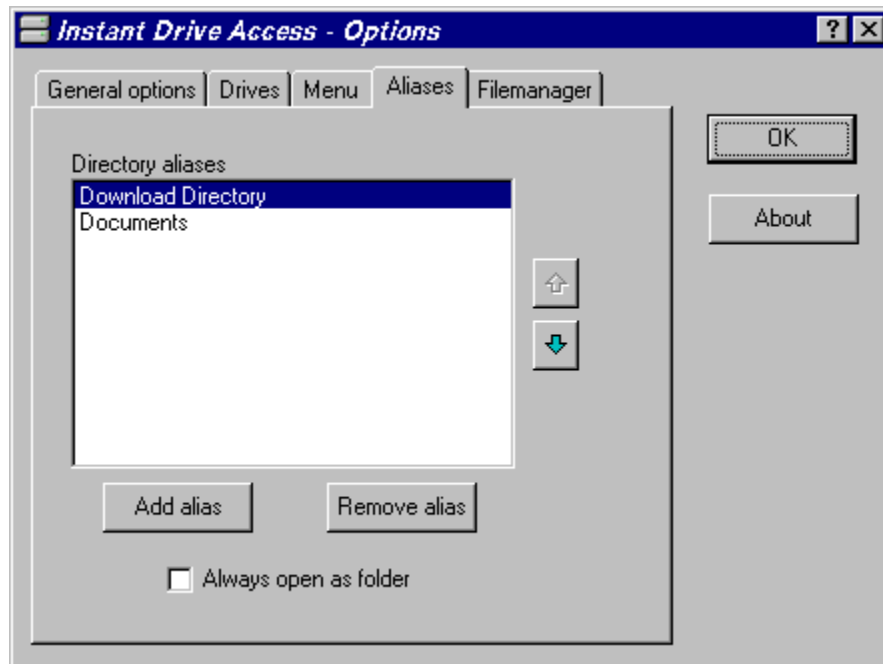 Instant Drive Access - Options
General options Drives Menu Aliases Filemanager
Directory aliases
Download Directory
Documents
Add alias Remove alias
Always open as folder
OK
About